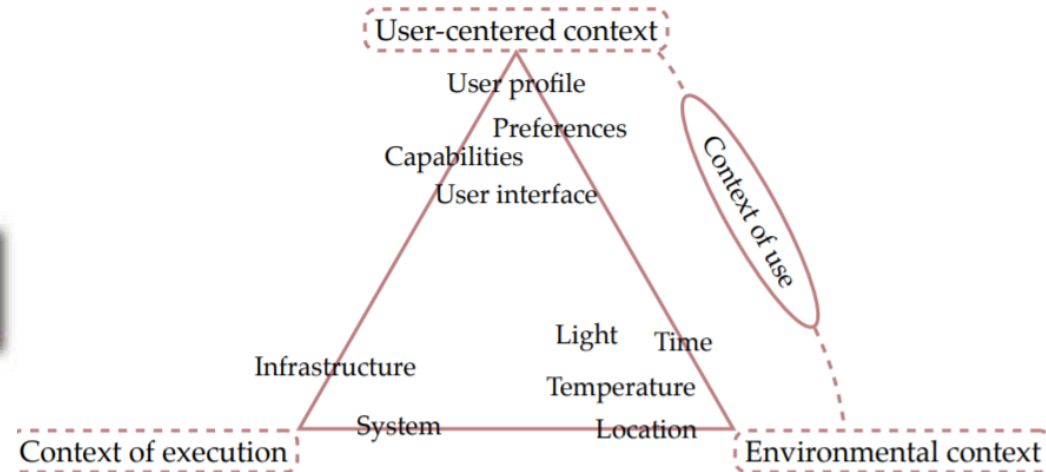 User-centered context
User profile
Preferences
Capabilities
User interface
Context of use
Light
Time
Infrastructure
Temperature
System
Location
Context of execution
Environmental context